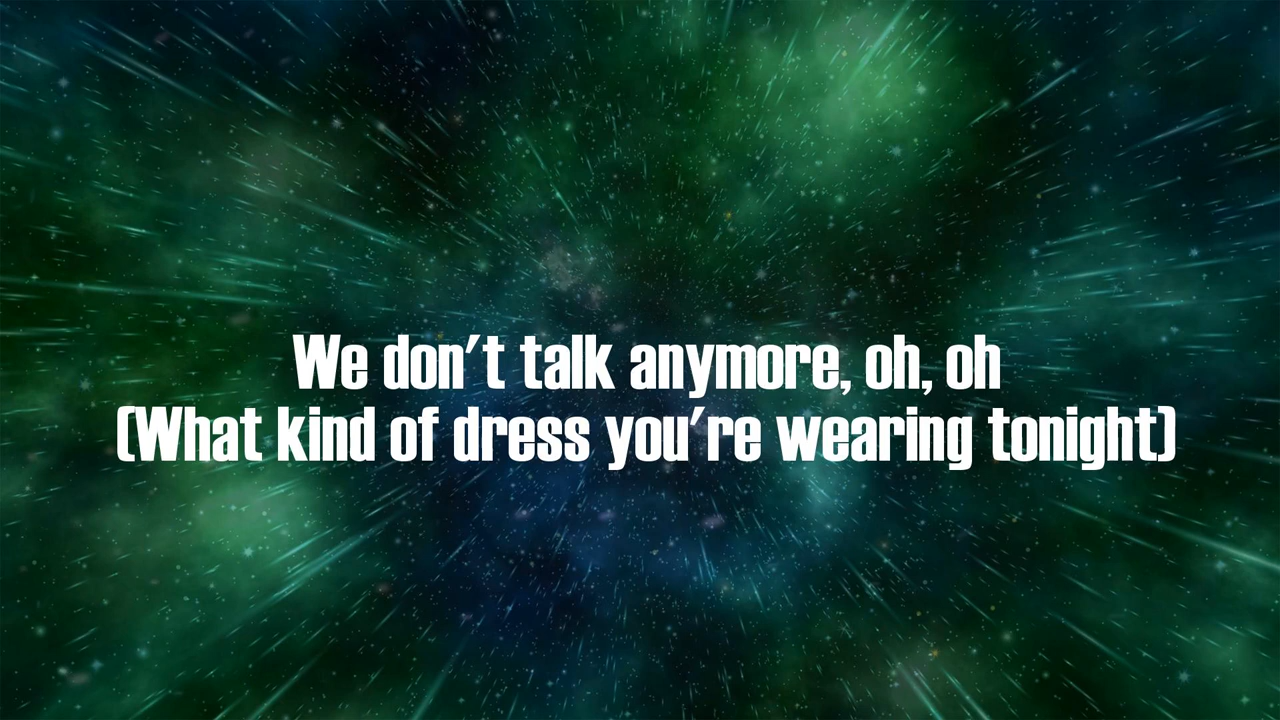 We don't talk anymore, oh, oh
(What kind of dress you're wearing tonight)